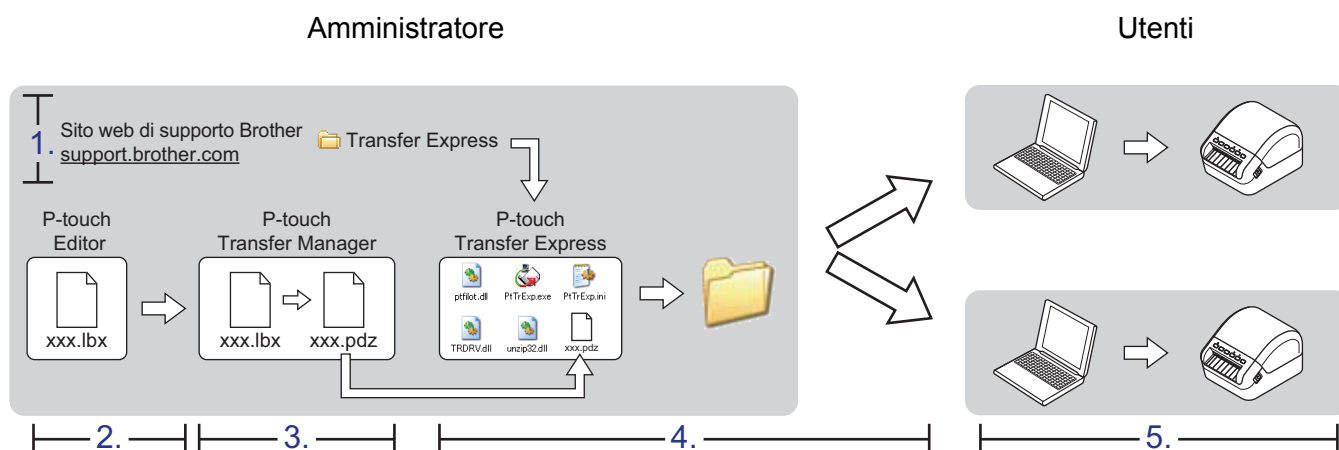 Amministratore
Utenti
1.
Sito web di supporto Brother
support.brother.com
Transfer Express
P-touch
Editor
xxx.lbx
P-touch
Transfer Manager
xxx.lbx
xxx.pdz
P-touch
Transfer Express
ptfilot.dll
PtTrExp.exe
PtTrExp.ini
TRDRV.dll
unzip32.dll
xxx.pdz
2.
3.
4.
5.